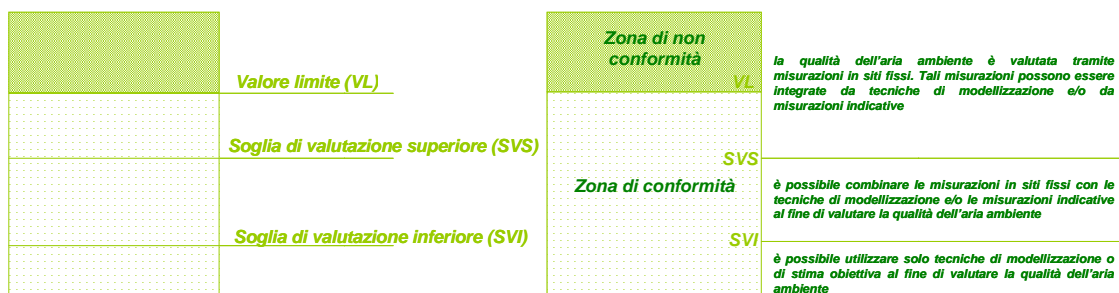 Valore limite (VL)
Soglia di valutazione superiore (SVS)
Soglia di valutazione inferiore (SVI)
Zona di non
conformità
VL
SVS
Zona di conformità
SVI
la qualità dell'aria ambiente è valutata tramite
misurazioni in siti fissi. Tali misurazioni possono essere
integrate da tecniche di modellizzazione e/o da
misurazioni indicative
è possibile combinare le misurazioni in siti fissi con le
tecniche di modellizzazione e/o le misurazioni indicative
al fine di valutare la qualità dell'aria ambiente
è possibile utilizzare solo tecniche di modellizzazione o
di stima obiettiva al fine di valutare la qualità dell'aria
ambiente